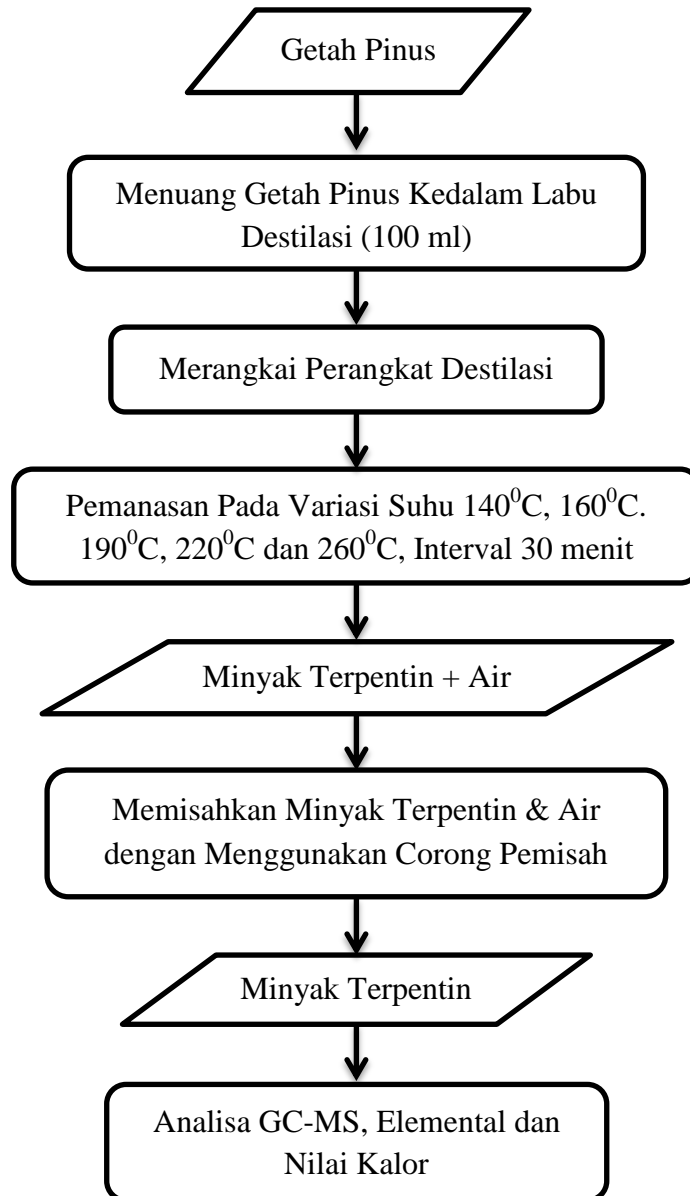 Getah Pinus
Menuang Getah Pinus Kedalam Labu
Destilasi (100 ml)
Merangkai Perangkat Destilasi
Pemanasan Pada Variasi Suhu 140⁰C, 160⁰C.
190⁰C, 220⁰C dan 260⁰C, Interval 30 menit
Minyak Terpentin + Air
Memisahkan Minyak Terpentin & Air
dengan Menggunakan Corong Pemisah
Minyak Terpentin
Analisa GC-MS, Elemental dan
Nilai Kalor